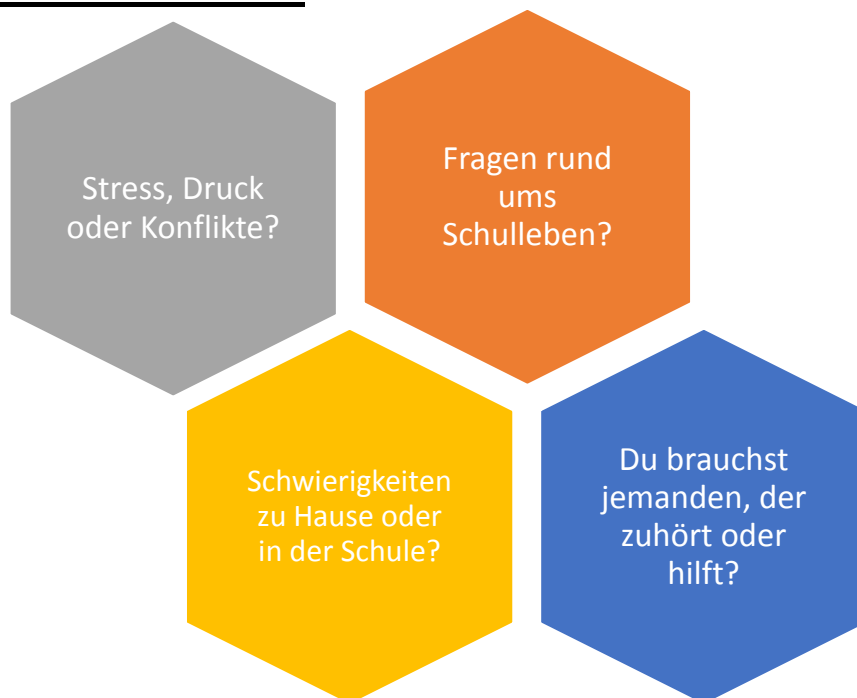 Stress, Druck
oder Konflikte?
Fragen rund
ums
Schulleben?
Schwierigkeiten
zu Hause oder
in der Schule?
Du brauchst
jemanden, der
zuhört oder
hilft?